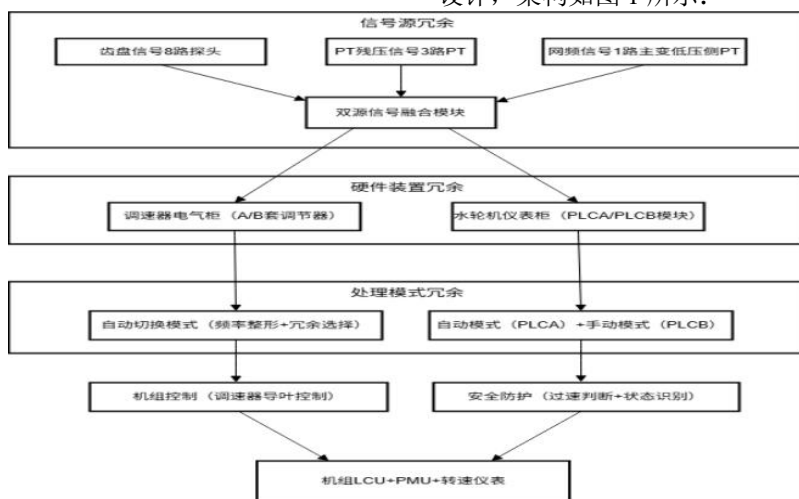 设计，架构如图 1 所示：
信号源冗余
齿盘信号8路探头
PT残压信号3路PT
网频信号1路主变低压侧PT
双源信号融合模块
硬件装置冗余
调速器电气柜（A/B套调节器）
水轮机仪表柜（PLCA/PLCB模块）
处理模式冗余
自动切换模式（频率整形+冗余选择）
自动模式（PLCA）+手动模式（PLCB）
机组控制（调速器导叶控制）
安全防护（过速判断+状态识别）
机组LCU+PMU+转速仪表